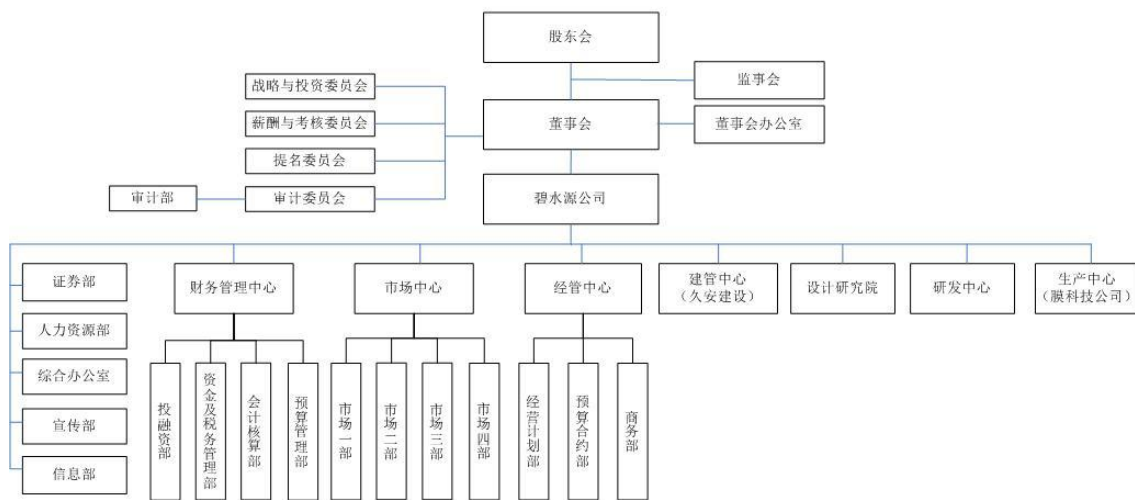 股东会
监事会
战略与投资委员会
薪酬与考核委员会
董事会
董事会办公室
提名委员会
审计部
审计委员会
碧水源公司
证券部
财务管理中心
市场中心
经管中心
建管中心
（久安建设）
设计研究院
研发中心
生产中心
（膜科技公司）
人力资源部
综合办公室
宣传部
信息部
投融资部
资金及税务管理部
会计核算部
预算管理部
市场一部
市场二部
市场三部
市场四部
经营计划部
预算合约部
商务部